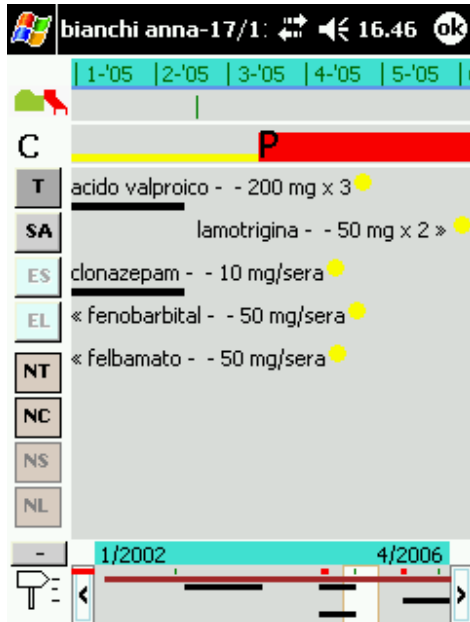 bianchi anna-17/1: 16.46 ok
1-'05 2-'05 3-'05 4-'05 5-'05
C P
T acido valproico - - 200 mg x 3
SA lamotrigina - - 50 mg x 2 »
ES clonazepam - - 10 mg/sera
EL « fenobarbital - - 50 mg/sera
NT « felbamato - - 50 mg/sera
NC
NS
NL
- 1/2002 4/2006